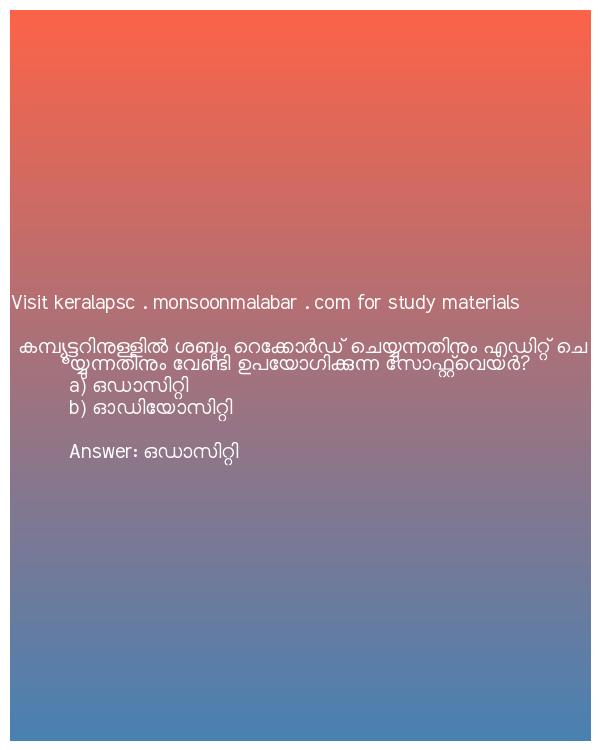 Visit keralapsc . monsoonmalabar . com for study materials
കമ്പ്യൂട്ടറിനുള്ളിൽ ശബ്ദം റെക്കോർഡ് ചെയ്യുന്നതിനും എഡിറ്റ് ചെ
യ്യുന്നതിനും വേണ്ടി ഉപയോഗിക്കുന്ന സോഫ്റ്റ്‌വെയർ?
a) ഒഡാസിറ്റി
b) ഓഡിയോസിറ്റി
Answer: ഒഡാസിറ്റി